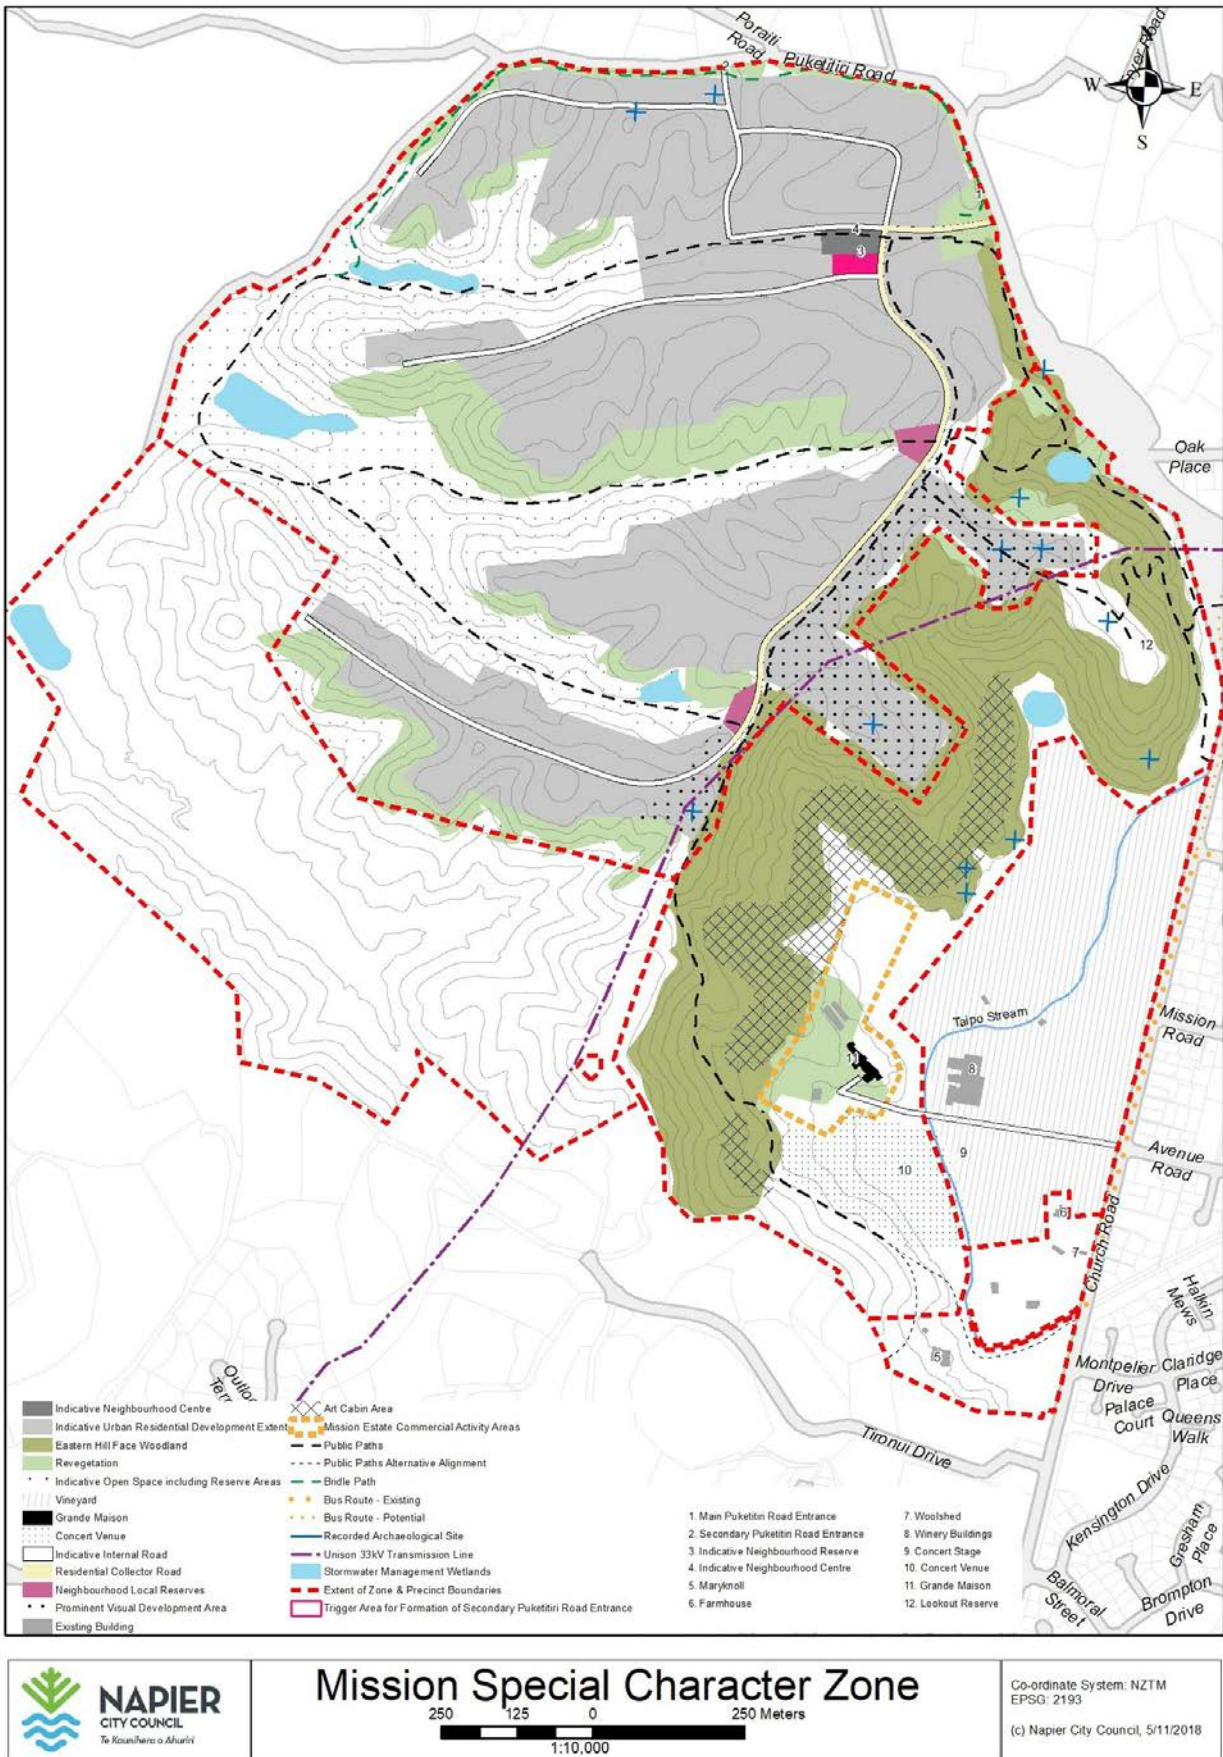 Poraiti
Road
Puketitiri Road
N
W
E
S
2
1
4
3
Oak
Place
12
Taipo Stream
Mission
Road
11
8
Avenue
Road
9
10
6
Church Road
7
Halkin
Mews
5
Montpelier
Drive
Claridge
Place
Palace
Court
Queens
Walk
Tironui Drive
Kensington Drive
Gresham
Place
Balmoral
Street
Brompton
Drive
Indicative Neighbourhood Centre
Indicative Urban Residential Development Extent
Eastern Hill Face Woodland
Revegetation
Indicative Open Space including Reserve Areas
Vineyard
Grande Maison
Concert Venue
Indicative Internal Road
Residential Collector Road
Neighbourhood Local Reserves
Prominent Visual Development Area
Existing Building
Art Cabin Area
Mission Estate Commercial Activity Areas
Public Paths
Public Paths Alternative Alignment
Bridle Path
Bus Route - Existing
Bus Route - Potential
Recorded Archaeological Site
Unison 33kV Transmission Line
Stormwater Management Wetlands
Extent of Zone & Precinct Boundaries
Trigger Area for Formation of Secondary Puketitiri Road Entrance
1. Main Puketitiri Road Entrance
2. Secondary Puketitiri Road Entrance
3. Indicative Neighbourhood Reserve
4. Indicative Neighbourhood Centre
5. Maryknoll
6. Farmhouse
7. Woolshed
8. Winery Buildings
9. Concert Stage
10. Concert Venue
11. Grande Maison
12. Lookout Reserve
NAPIER
CITY COUNCIL
Te Kaunihera o Ahuriri
Mission Special Character Zone
250 125 0 250 Meters
1:10,000
Co-ordinate System: NZTM
EPSG: 2193
(c) Napier City Council, 5/11/2018